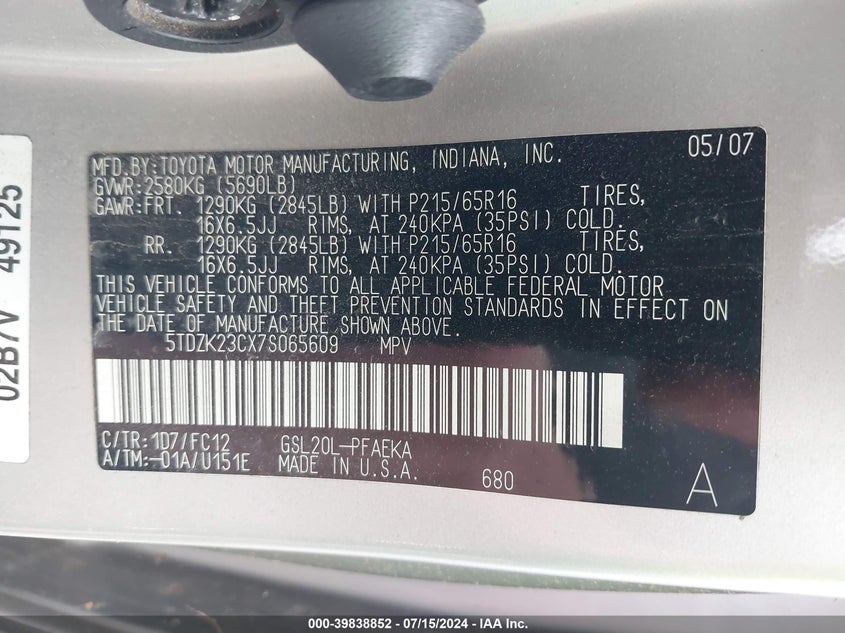 MFD.BY:TOYOTA MOTOR MANUFACTURING, INDIANA, INC. 05/07
GVWR:2580KG (5690LB)
GAWR:FRT. 1290KG (2845LB) WITH P215/65R16 TIRES,
16X6.5JJ RIMS, AT 240KPA (35PSI) COLD.
RR. 1290KG (2845LB) WITH P215/65R16 TIRES,
16X6.5JJ RIMS, AT 240KPA (35PSI) COLD.
THIS VEHICLE CONFORMS TO ALL APPLICABLE FEDERAL MOTOR
VEHICLE SAFETY AND THEFT PREVENTION STANDARDS IN EFFECT ON
THE DATE OF MANUFACTURE SHOWN ABOVE.
5TDZK23CX7S065609 MPV
C/TR:1D7/FC12 GSL20L-PFAEKA
A/TM:-01A/U151E MADE IN U.S.A. 680 A
02B7V 49125
000-39838852 - 07/15/2024 - IAA Inc.